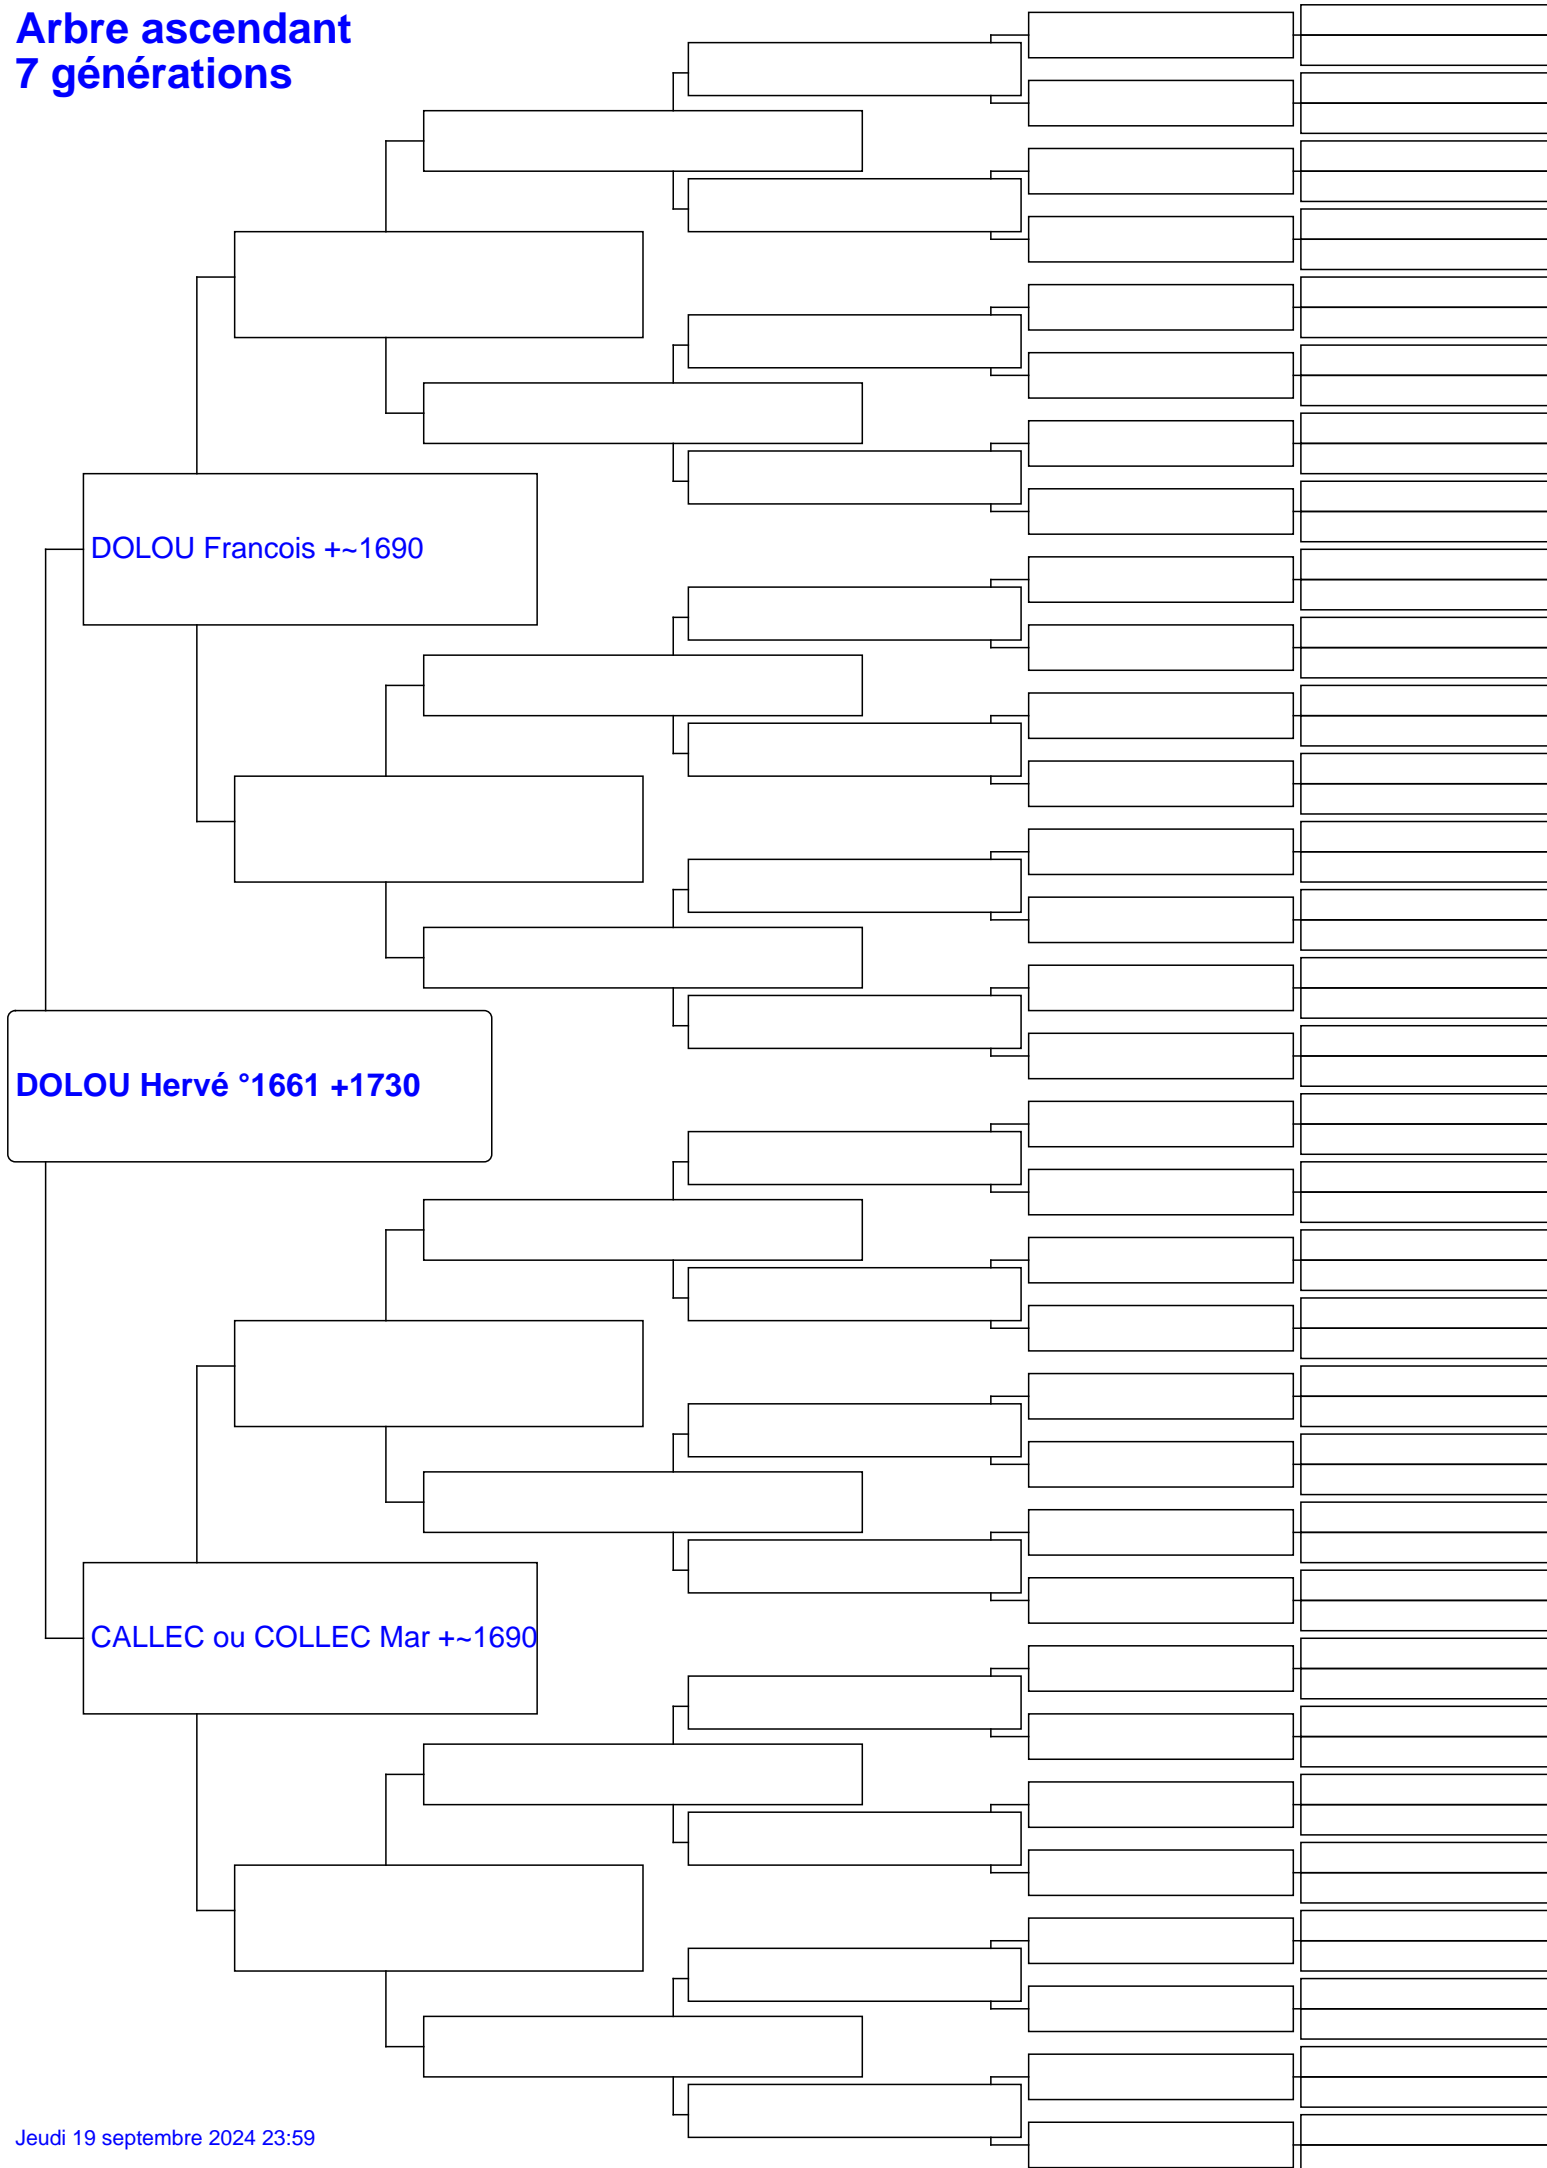 Arbre ascendant
7 générations
DOLOU Francois +~1690
DOLOU Hervé °1661 +1730
CALLEC ou COLLEC Mar +~1690
Jeudi 19 septembre 2024 23:59